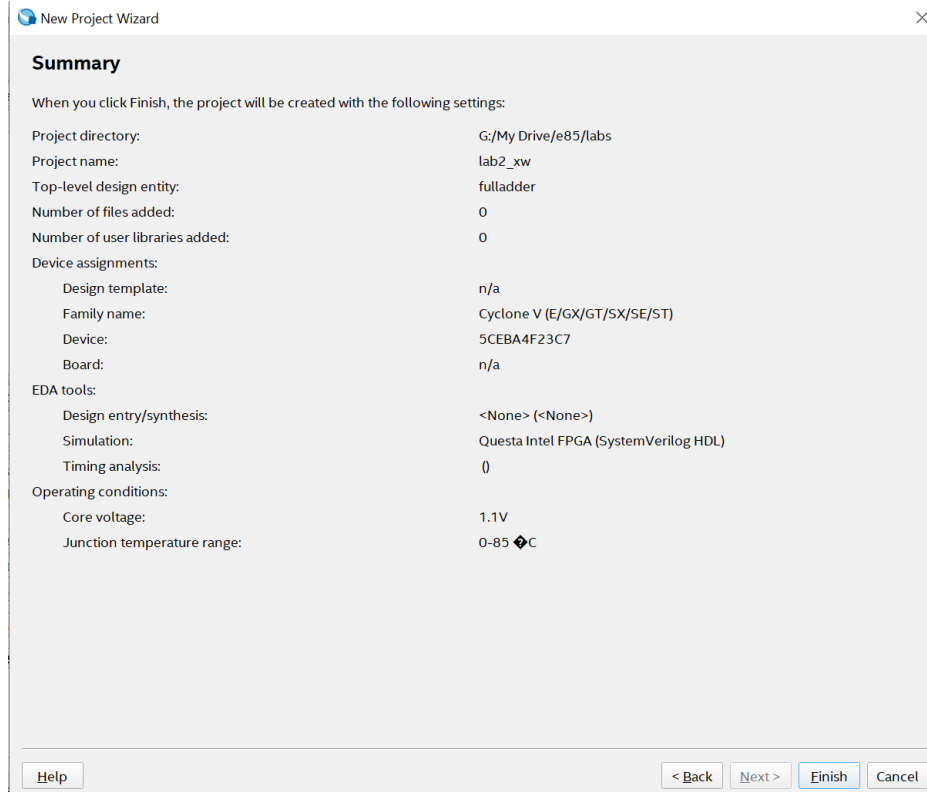 New Project Wizard
Summary
When you click Finish, the project will be created with the following settings:
Project directory: G:/My Drive/e85/labs
Project name: lab2_xw
Top-level design entity: fulladder
Number of files added: 0
Number of user libraries added: 0
Device assignments:
Design template: n/a
Family name: Cyclone V (E/GX/GT/SX/SE/ST)
Device: 5CEBA4F23C7
Board: n/a
EDA tools:
Design entry/synthesis: <None> (<None>)
Simulation: Questa Intel FPGA (SystemVerilog HDL)
Timing analysis: ()
Operating conditions:
Core voltage: 1.1V
Junction temperature range: 0-85 �C
Help < Back Next > Finish Cancel